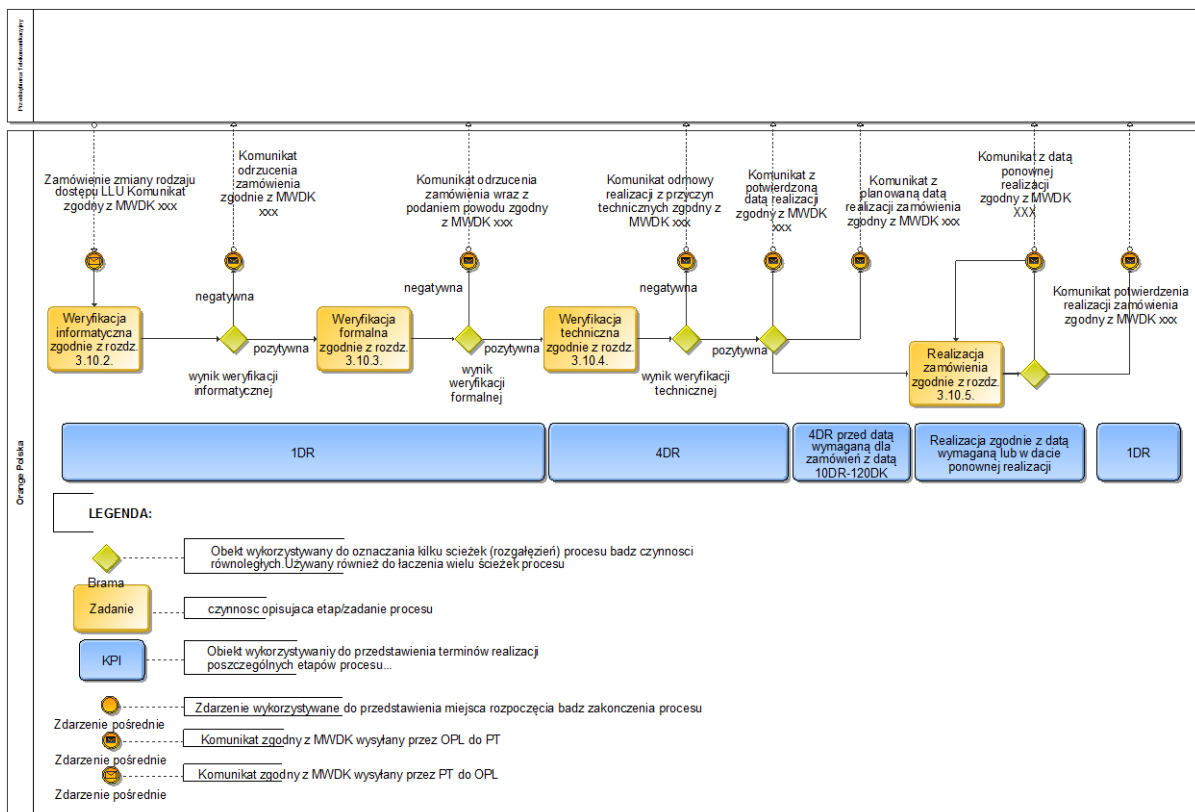 Przedsiębiorca Telekomunikacyjny
Orange Polska
Zamówienie zmiany rodzaju
dostępu LLU Komunikat
zgodny z MWDK xxx
Komunikat
odrzucenia
zamówienia
zgodnie z MWDK
xxx
Komunikat odrzucenia
zamówienia wraz z
podaniem powodu zgodny
z MWDK xxx
Komunikat odmowy
realizacji z przyczyn
technicznych zgodny z
MWDK xxx
Komunikat z
potwierdzoną
datą realizacji
zgodny z MWDK
xxx
Komunikat z
planowaną datą
realizacji zamówienia
zgodny z MWDK xxx
Komunikat z datą
ponownej
realizacji
zgodny z MWDK
XXX
Komunikat potwierdzenia
realizacji zamówienia
zgodny z MWDK xxx
negatywna
negatywna
negatywna
Weryfikacja
informatyczna
zgodnie z rozdz.
3.10.2.
pozytywna
wynik weryfikacji
informatycznej
Weryfikacja
formalna
zgodnie z rozdz.
3.10.3.
pozytywna
wynik
weryfikacji
formalnej
Weryfikacja
techniczna
zgodnie z rozdz.
3.10.4.
pozytywna
wynik weryfikacji
technicznej
Realizacja
zamówienia
zgodnie z rozdz.
3.10.5.
1DR
4DR
4DR przed datą
wymaganą dla
zamówień z datą
10DR-120DK
Realizacja zgodnie z datą
wymaganą lub w dacie
ponownej realizacji
1DR
LEGENDA:
Brama
Obekt wykorzystywany do oznaczania kilku scieżek (rozgałęzień) procesu badz czynnosci
równoległych.Używany również do łaczenia wielu ścieżek procesu
Zadanie
czynnosc opisujaca etap/zadanie procesu
KPI
Obiekt wykorzystywaniy do przedstawienia terminów realizacji
poszczególnych etapów procesu...
Zdarzenie pośrednie
Zdarzenie wykorzystywane do przedstawienia miejsca rozpoczęcia badz zakonczenia procesu
Zdarzenie pośrednie
Komunikat zgodny z MWDK wysyłany przez OPL do PT
Zdarzenie pośrednie
Komunikat zgodny z MWDK wysyłany przez PT do OPL